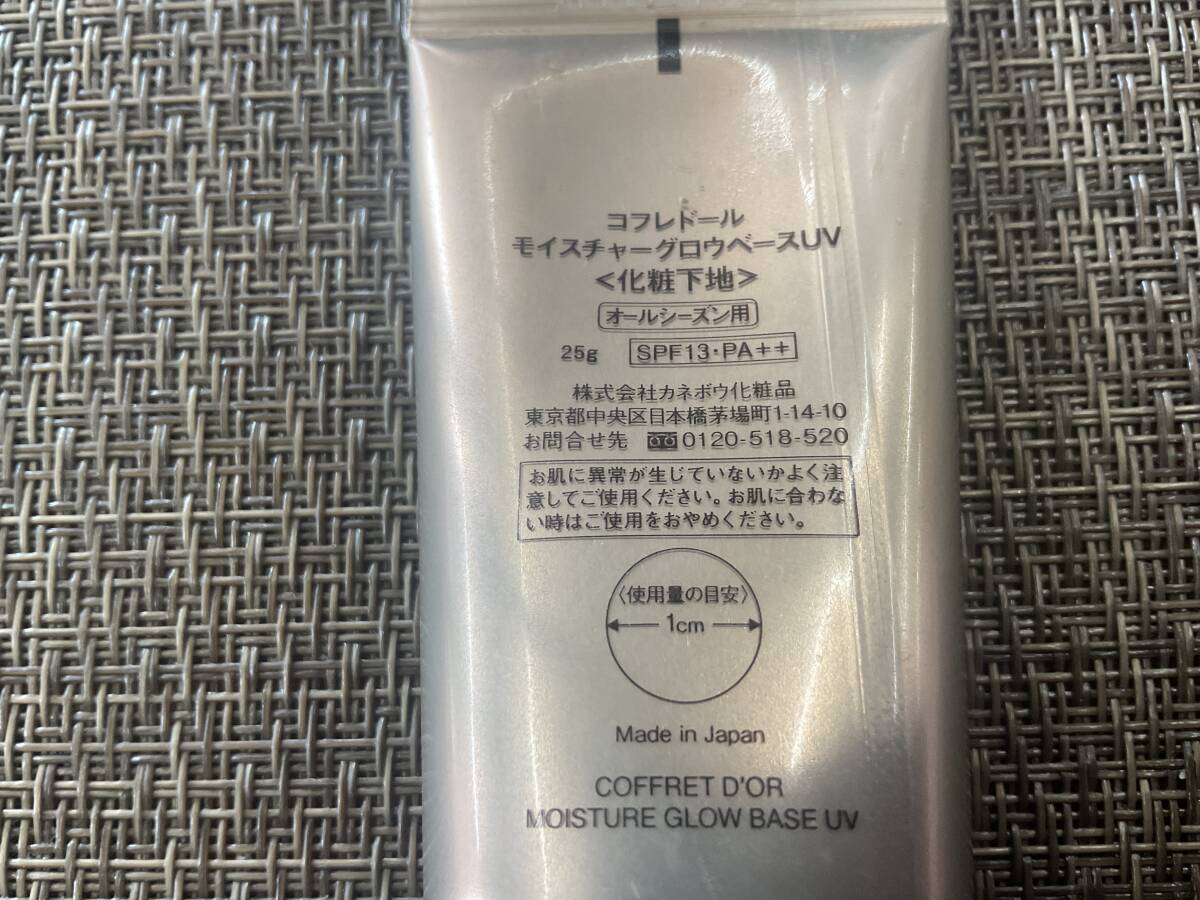 コフレドール
モイスチャーグロウベースUV
<化粧下地>
オールシーズン用
25g SPF13・PA++
株式会社カネボウ化粧品
東京都中央区日本橋茅場町1-14-10
お問合せ先 0120-518-520
お肌に異常が生じていないかよく注
意してご使用ください。お肌に合わな
い時はご使用をおやめください。
〈使用量の目安〉
1cm
Made in Japan
COFFRET D'OR
MOISTURE GLOW BASE UV